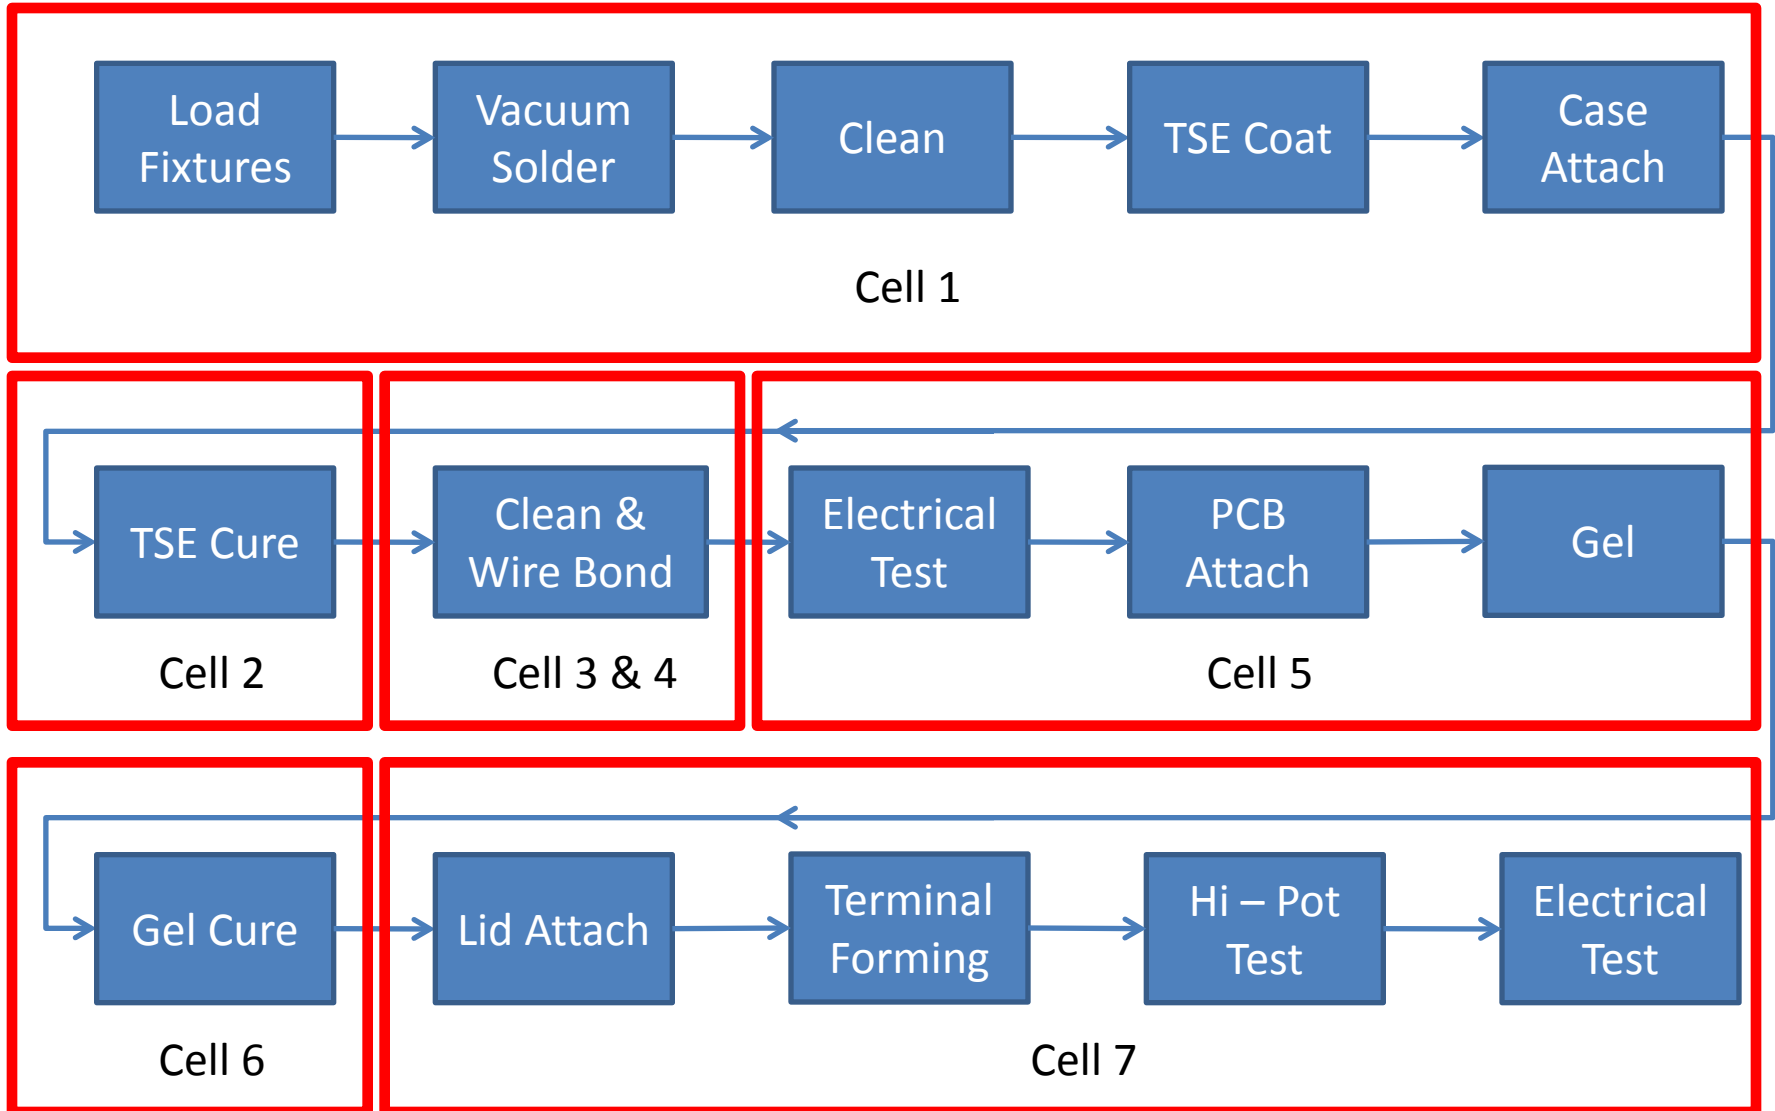 Load
Fixtures
Vacuum
Solder
Clean
TSE Coat
Case
Attach
Cell 1
TSE Cure
Clean &
Wire Bond
Electrical
Test
PCB
Attach
Gel
Cell 2
Cell 3 & 4
Cell 5
Gel Cure
Lid Attach
Terminal
Forming
Hi – Pot
Test
Electrical
Test
Cell 6
Cell 7